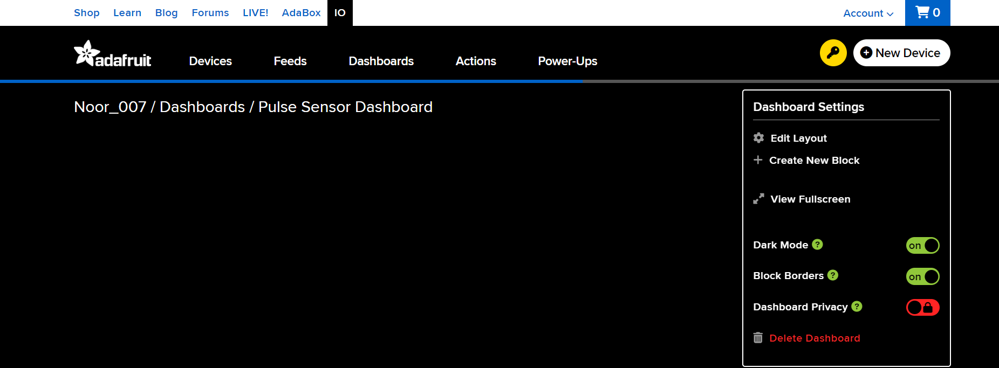 Shop Learn Blog Forums LIVE! AdaBox IO Account 0
adafruit Devices Feeds Dashboards Actions Power-Ups New Device
Noor_007 / Dashboards / Pulse Sensor Dashboard
Dashboard Settings
Edit Layout
Create New Block
View Fullscreen
Dark Mode ? on
Block Borders ? on
Dashboard Privacy ?
Delete Dashboard